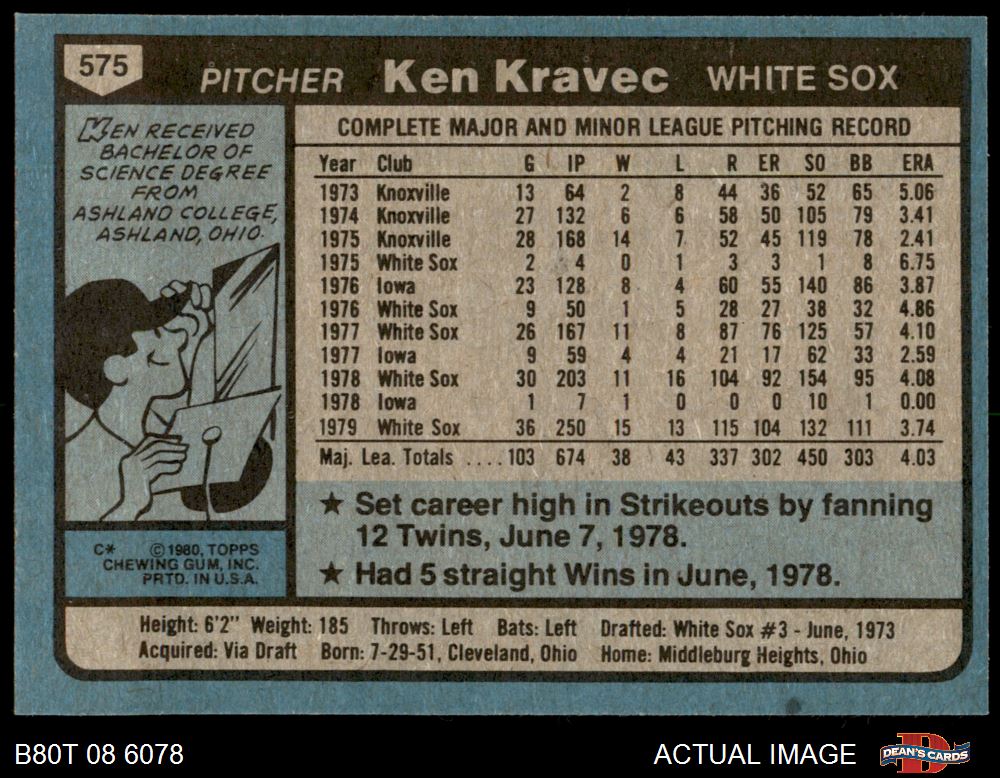 575
PITCHER Ken Kravec WHITE SOX
KEN RECEIVED
BACHELOR OF
SCIENCE DEGREE
FROM
ASHLAND COLLEGE,
ASHLAND, OHIO.
COMPLETE MAJOR AND MINOR LEAGUE PITCHING RECORD
Year Club G IP W L R ER SO BB ERA
1973 Knoxville 13 64 2 8 44 36 52 65 5.06
1974 Knoxville 27 132 6 6 58 50 105 79 3.41
1975 Knoxville 28 168 14 7 52 45 119 78 2.41
1975 White Sox 2 4 0 1 3 3 1 8 6.75
1976 Iowa 23 128 8 4 60 55 140 86 3.87
1976 White Sox 9 50 1 5 28 27 38 32 4.86
1977 White Sox 26 167 11 8 87 76 125 57 4.10
1977 Iowa 9 59 4 4 21 17 62 33 2.59
1978 White Sox 30 203 11 16 104 92 154 95 4.08
1978 Iowa 1 7 1 0 0 0 10 1 0.00
1979 White Sox 36 250 15 13 115 104 132 111 3.74
Maj. Lea. Totals ....103 674 38 43 337 302 450 303 4.03
★ Set career high in Strikeouts by fanning
12 Twins, June 7, 1978.
★ Had 5 straight Wins in June, 1978.
C* ©1980, TOPPS
CHEWING GUM, INC.
PRTD. IN U.S.A.
Height: 6'2" Weight: 185 Throws: Left Bats: Left Drafted: White Sox #3 - June, 1973
Acquired: Via Draft Born: 7-29-51, Cleveland, Ohio Home: Middleburg Heights, Ohio
B80T 08 6078 ACTUAL IMAGE DEAN'S CARDS